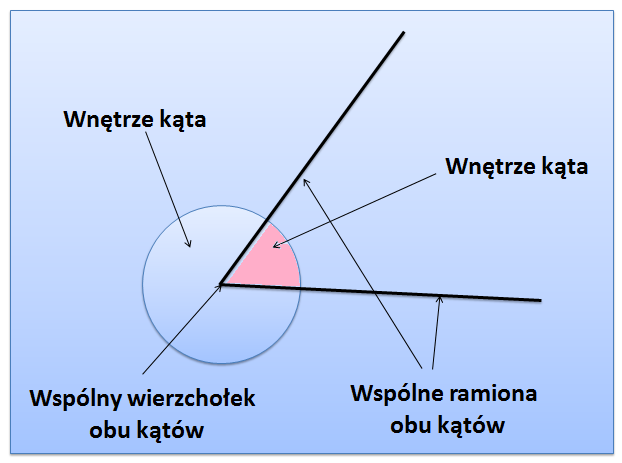 Wnętrze kąta
Wnętrze kąta
Wspólny wierzchołek
obu kątów
Wspólne ramiona
obu kątów